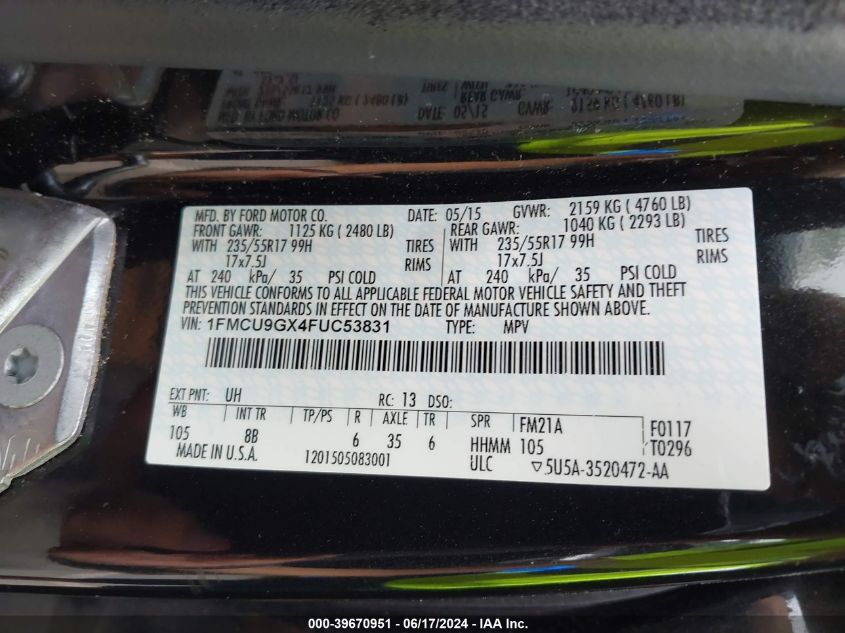 MFD. BY FORD MOTOR CO. DATE: 05/15 GVWR: 2159 KG ( 4760 LB)
FRONT GAWR: 1125 KG ( 2480 LB) REAR GAWR: 1040 KG ( 2293 LB)
WITH 235/55R17 99H TIRES WITH 235/55R17 99H TIRES
17x7.5J RIMS 17x7.5J RIMS
AT 240 kPa/ 35 PSI COLD AT 240 kPa/ 35 PSI COLD
THIS VEHICLE CONFORMS TO ALL APPLICABLE FEDERAL MOTOR VEHICLE SAFETY AND THEFT
PREVENTION STANDARDS IN EFFECT ON THE DATE OF MANUFACTURE SHOWN ABOVE.
VIN: 1FMCU9GX4FUC53831 TYPE: MPV
EXT PNT: UH RC: 13 DSO:
WB INT TR TP/PS R AXLE TR SPR FM21A F0117
105 8B 6 35 6 HHMM 105 T0296
MADE IN U.S.A. 1201505083001 ULC ▽5U5A-3520472-AA
000-39670951 - 06/17/2024 - IAA Inc.